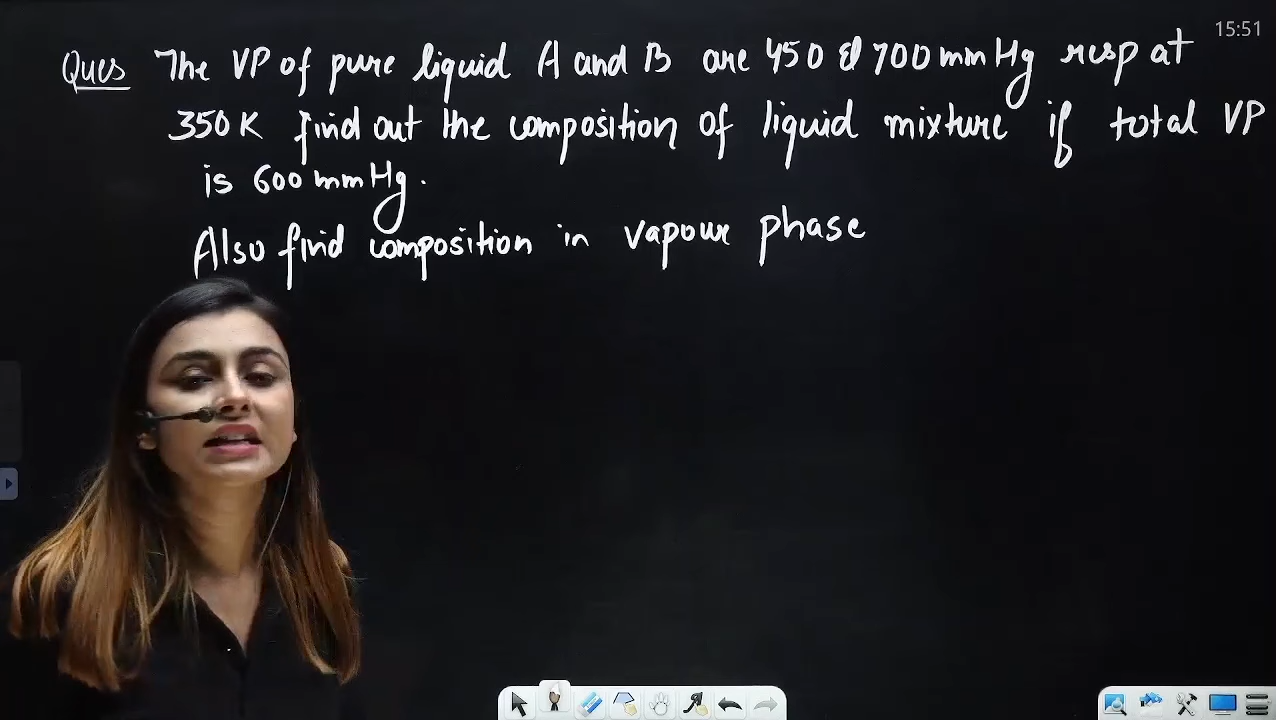 15:51
Ques The VP of pure liquid A and B are 450 & 700 mm Hg resp at
350K find out the composition of liquid mixture if total VP
is 600 mm Hg.
Also find composition in vapour phase